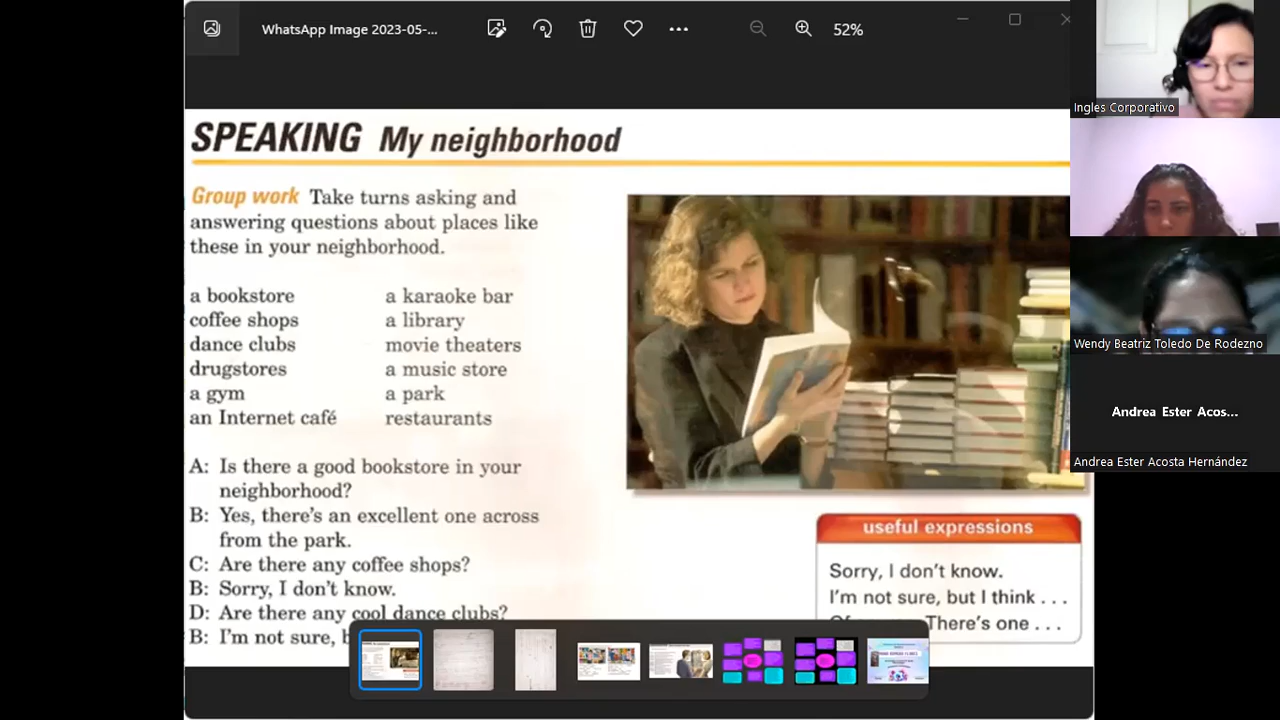 WhatsApp Image 2023-05-...
52%
SPEAKING My neighborhood
Group work Take turns asking and
answering questions about places like
these in your neighborhood.
a bookstore
coffee shops
dance clubs
drugstores
a gym
an Internet café
a karaoke bar
a library
movie theaters
a music store
a park
restaurants
A: Is there a good bookstore in your
neighborhood?
B: Yes, there's an excellent one across
from the park.
C: Are there any coffee shops?
B: Sorry, I don't know.
D: Are there any cool dance clubs?
B: I'm not sure, b
useful expressions
Sorry, I don't know.
I'm not sure, but I think . . .
There's one . . .
Ingles Corporativo
Wendy Beatriz Toledo De Rodezno
Andrea Ester Acos...
Andrea Ester Acosta Hernández